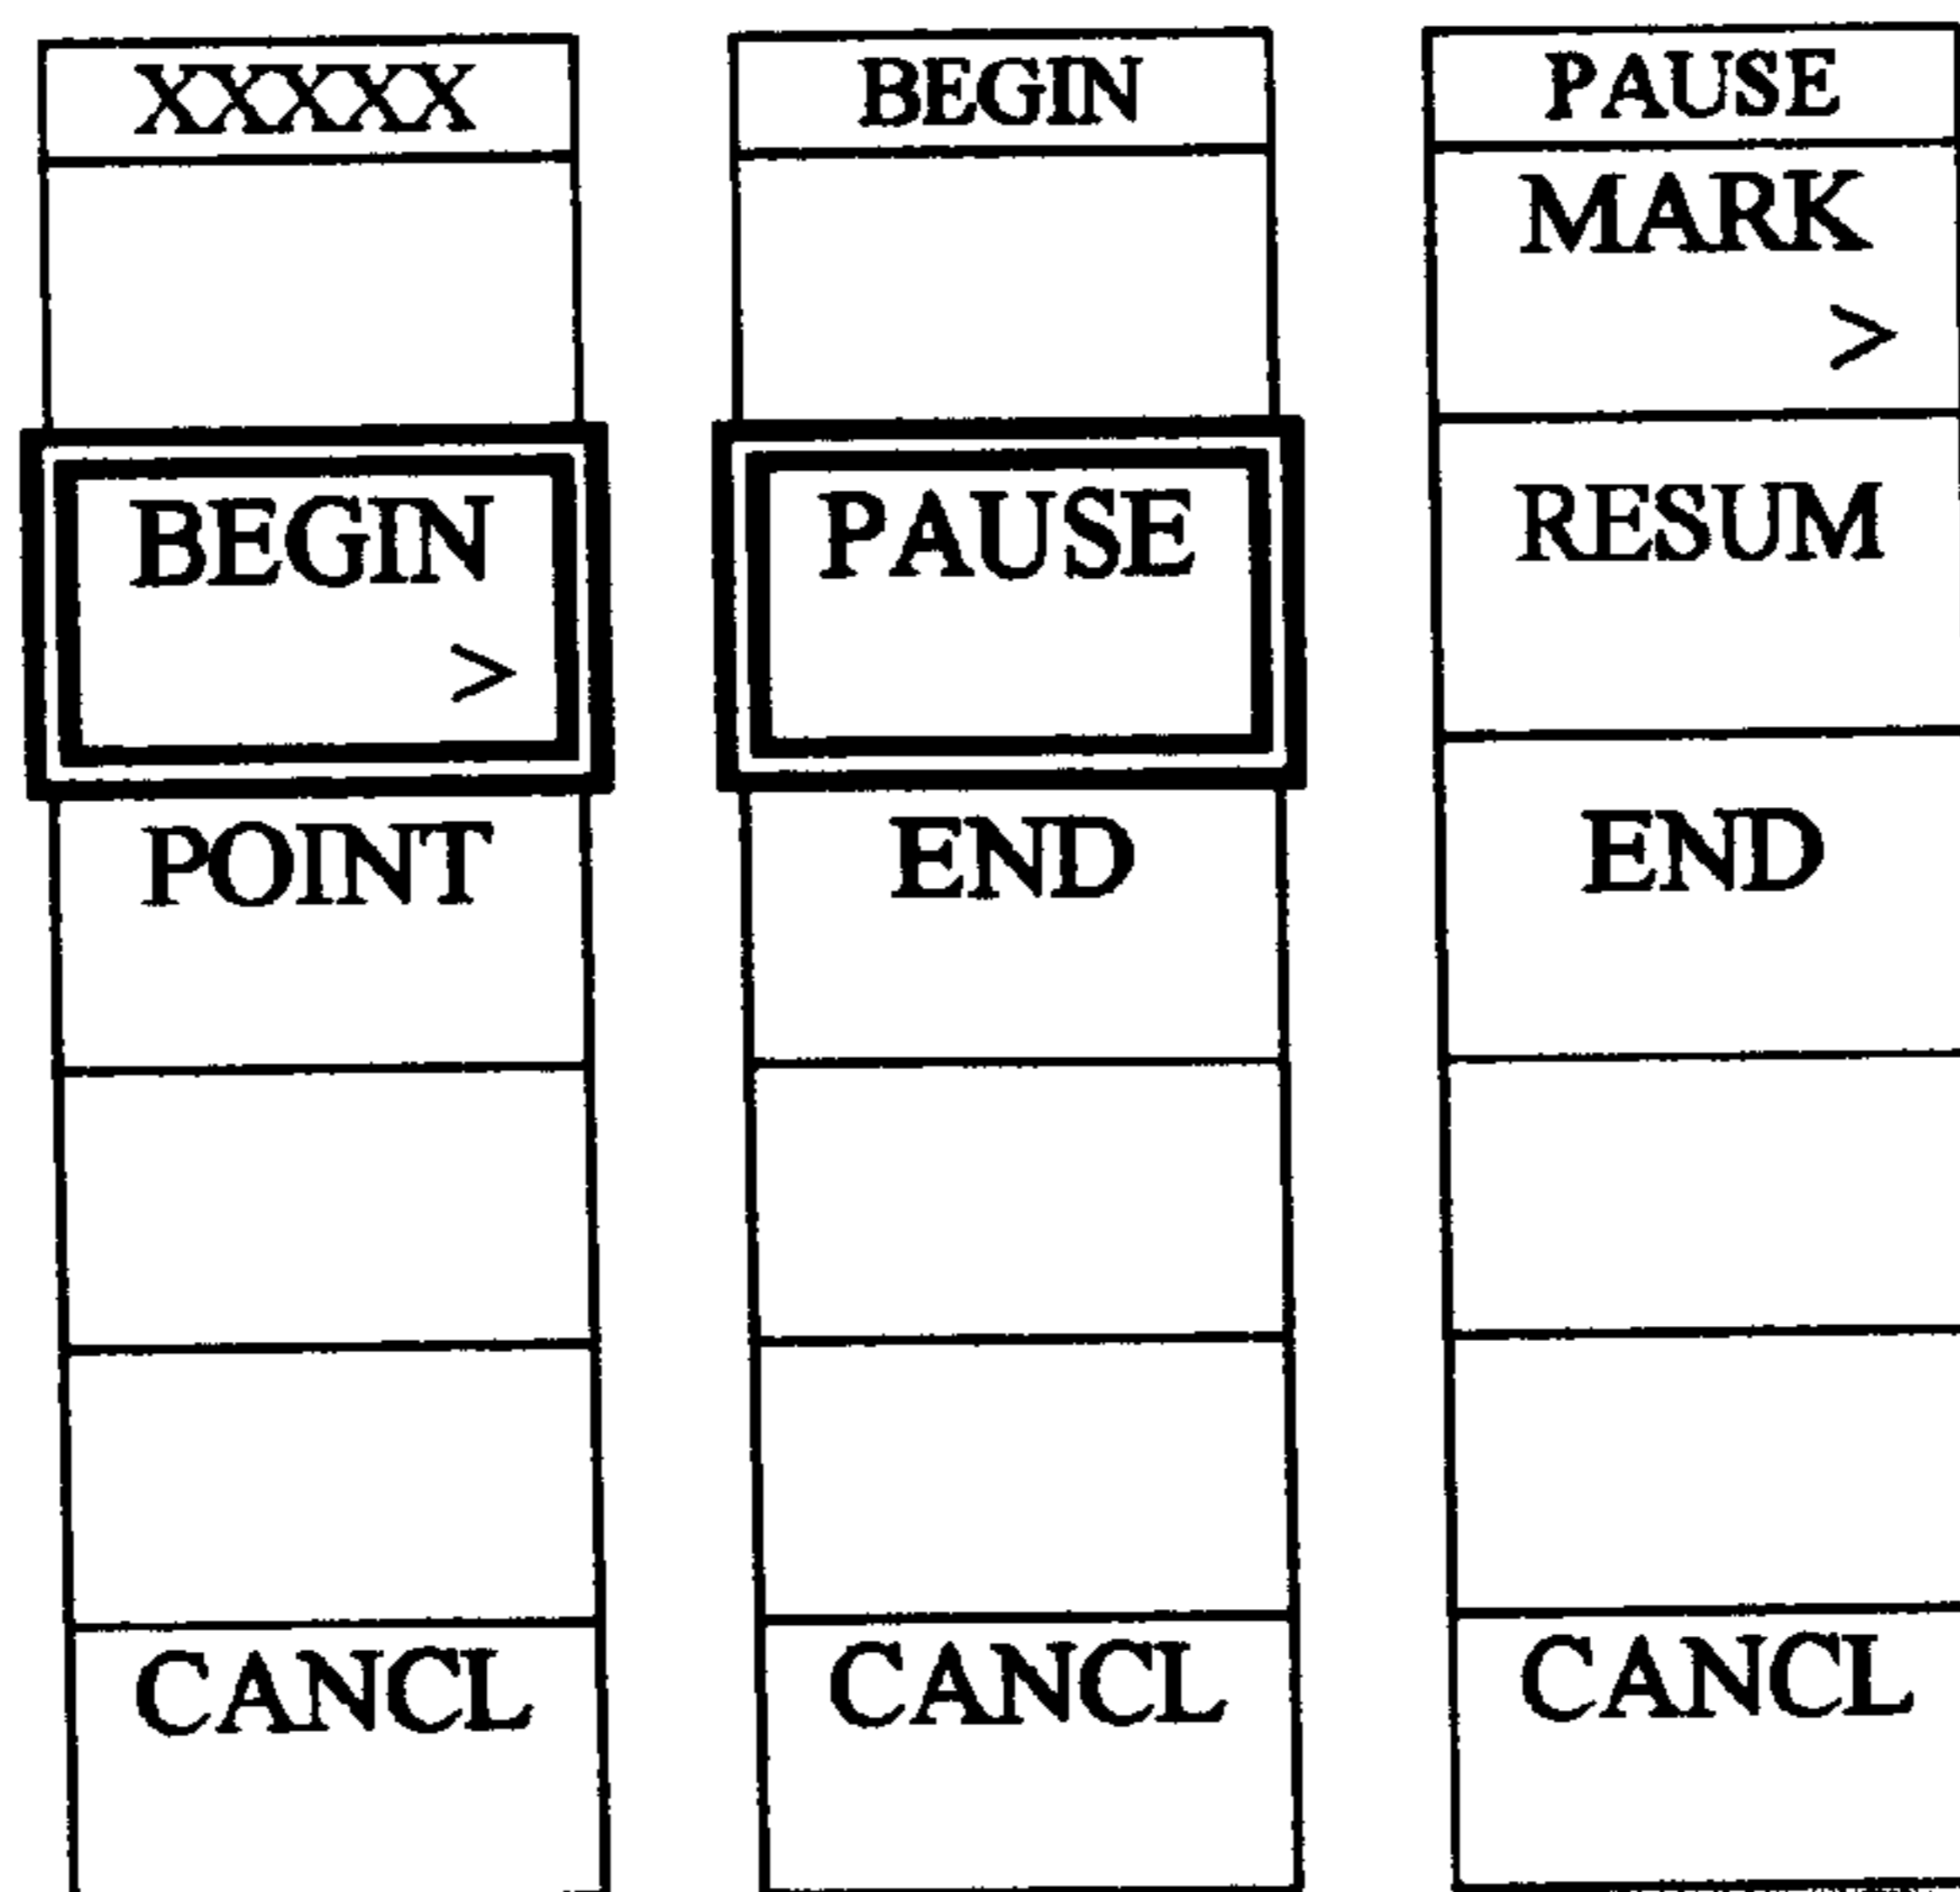 XXXXX
BEGIN
>
POINT
CANCL
BEGIN
PAUSE
END
CANCL
PAUSE
MARK
>
RESUM
END
CANCL